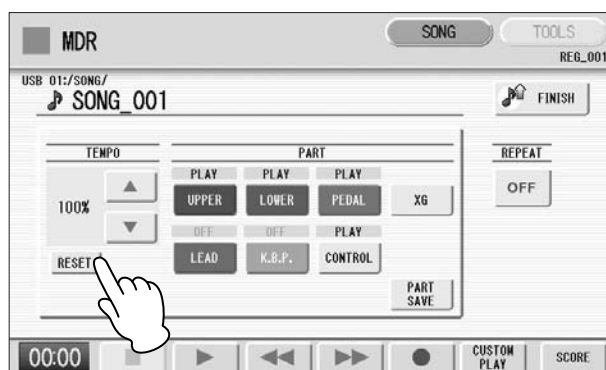 MDR
SONG
TOOLS
REG_001
USB 01:/SONG/
SONG_001
FINISH
TEMPO
PART
REPEAT
PLAY PLAY PLAY
100%
UPPER LOWER PEDAL XG
OFF
OFF OFF PLAY
RESET
LEAD K.B.P. CONTROL
PART
SAVE
00:00
CUSTOM
PLAY
SCORE